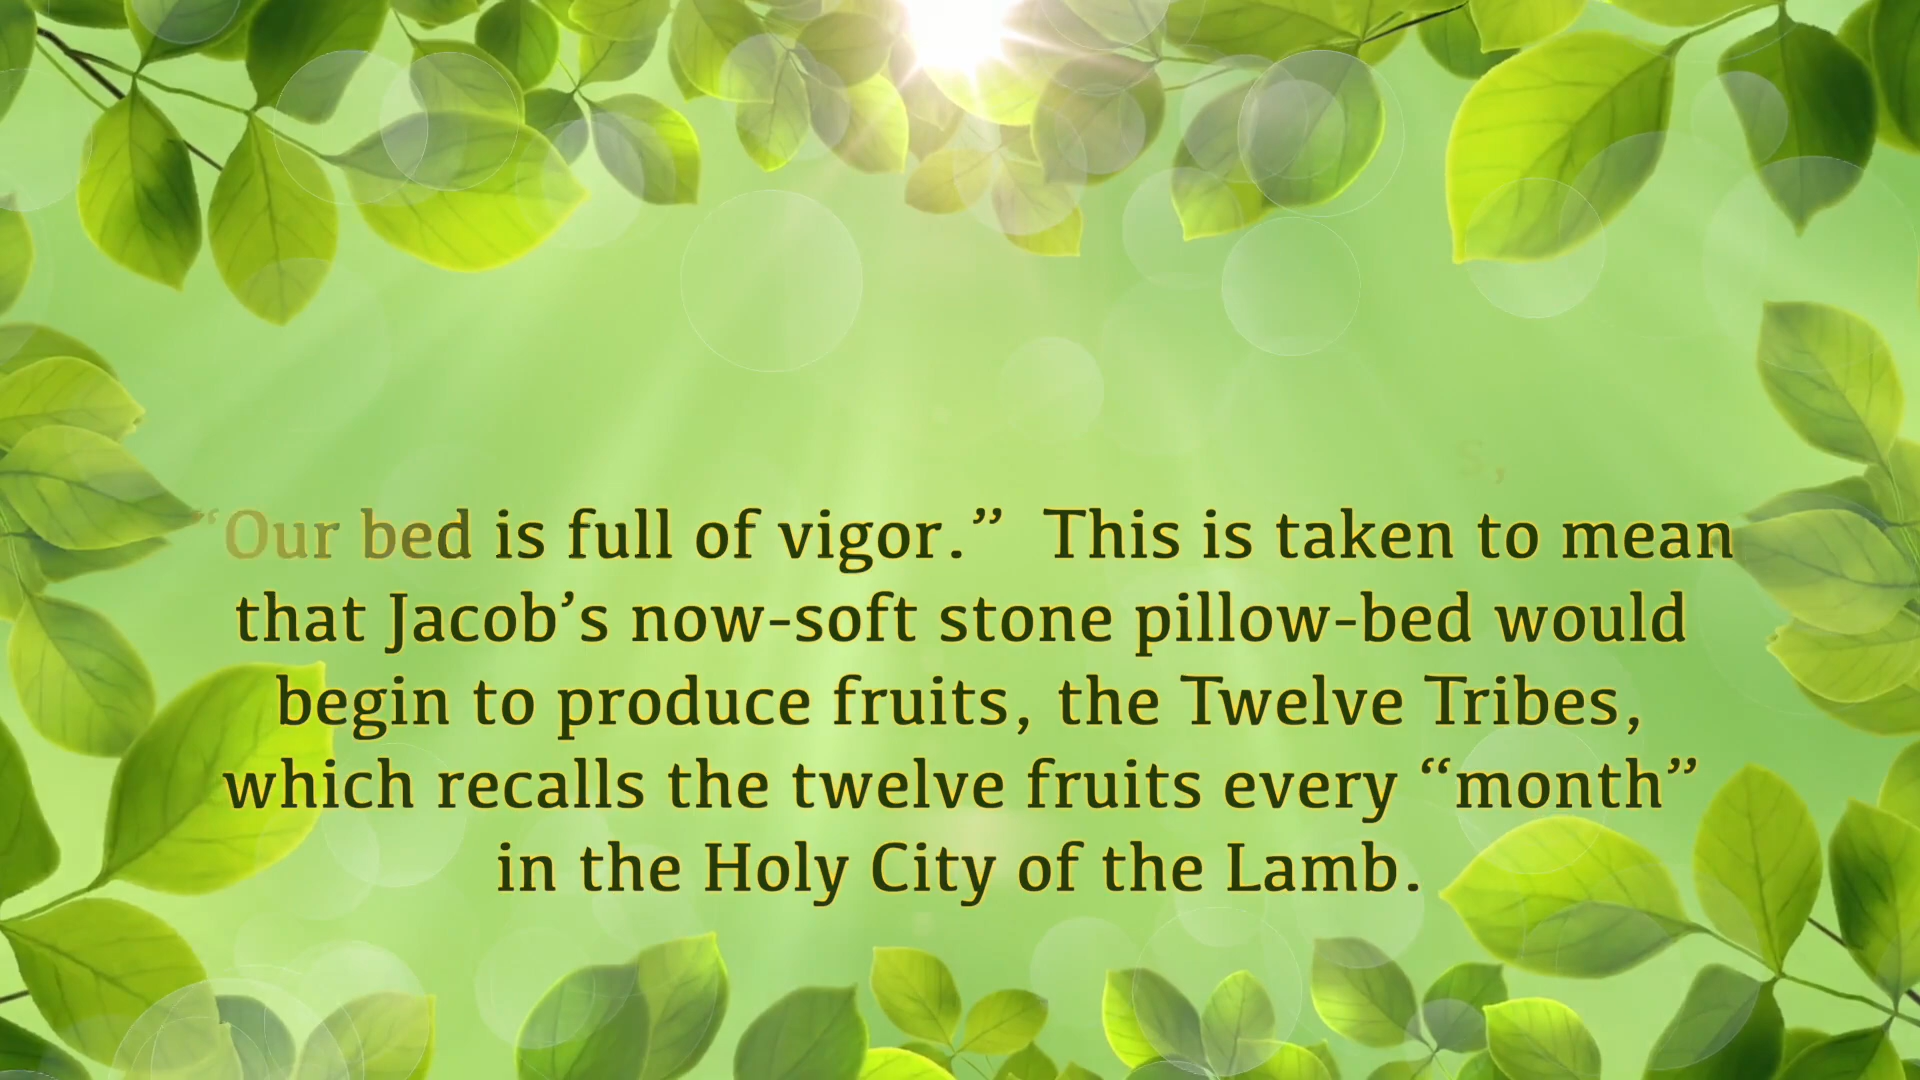 s,
“Our bed is full of vigor.” This is taken to mean
that Jacob’s now-soft stone pillow-bed would
begin to produce fruits, the Twelve Tribes,
which recalls the twelve fruits every “month”
in the Holy City of the Lamb.